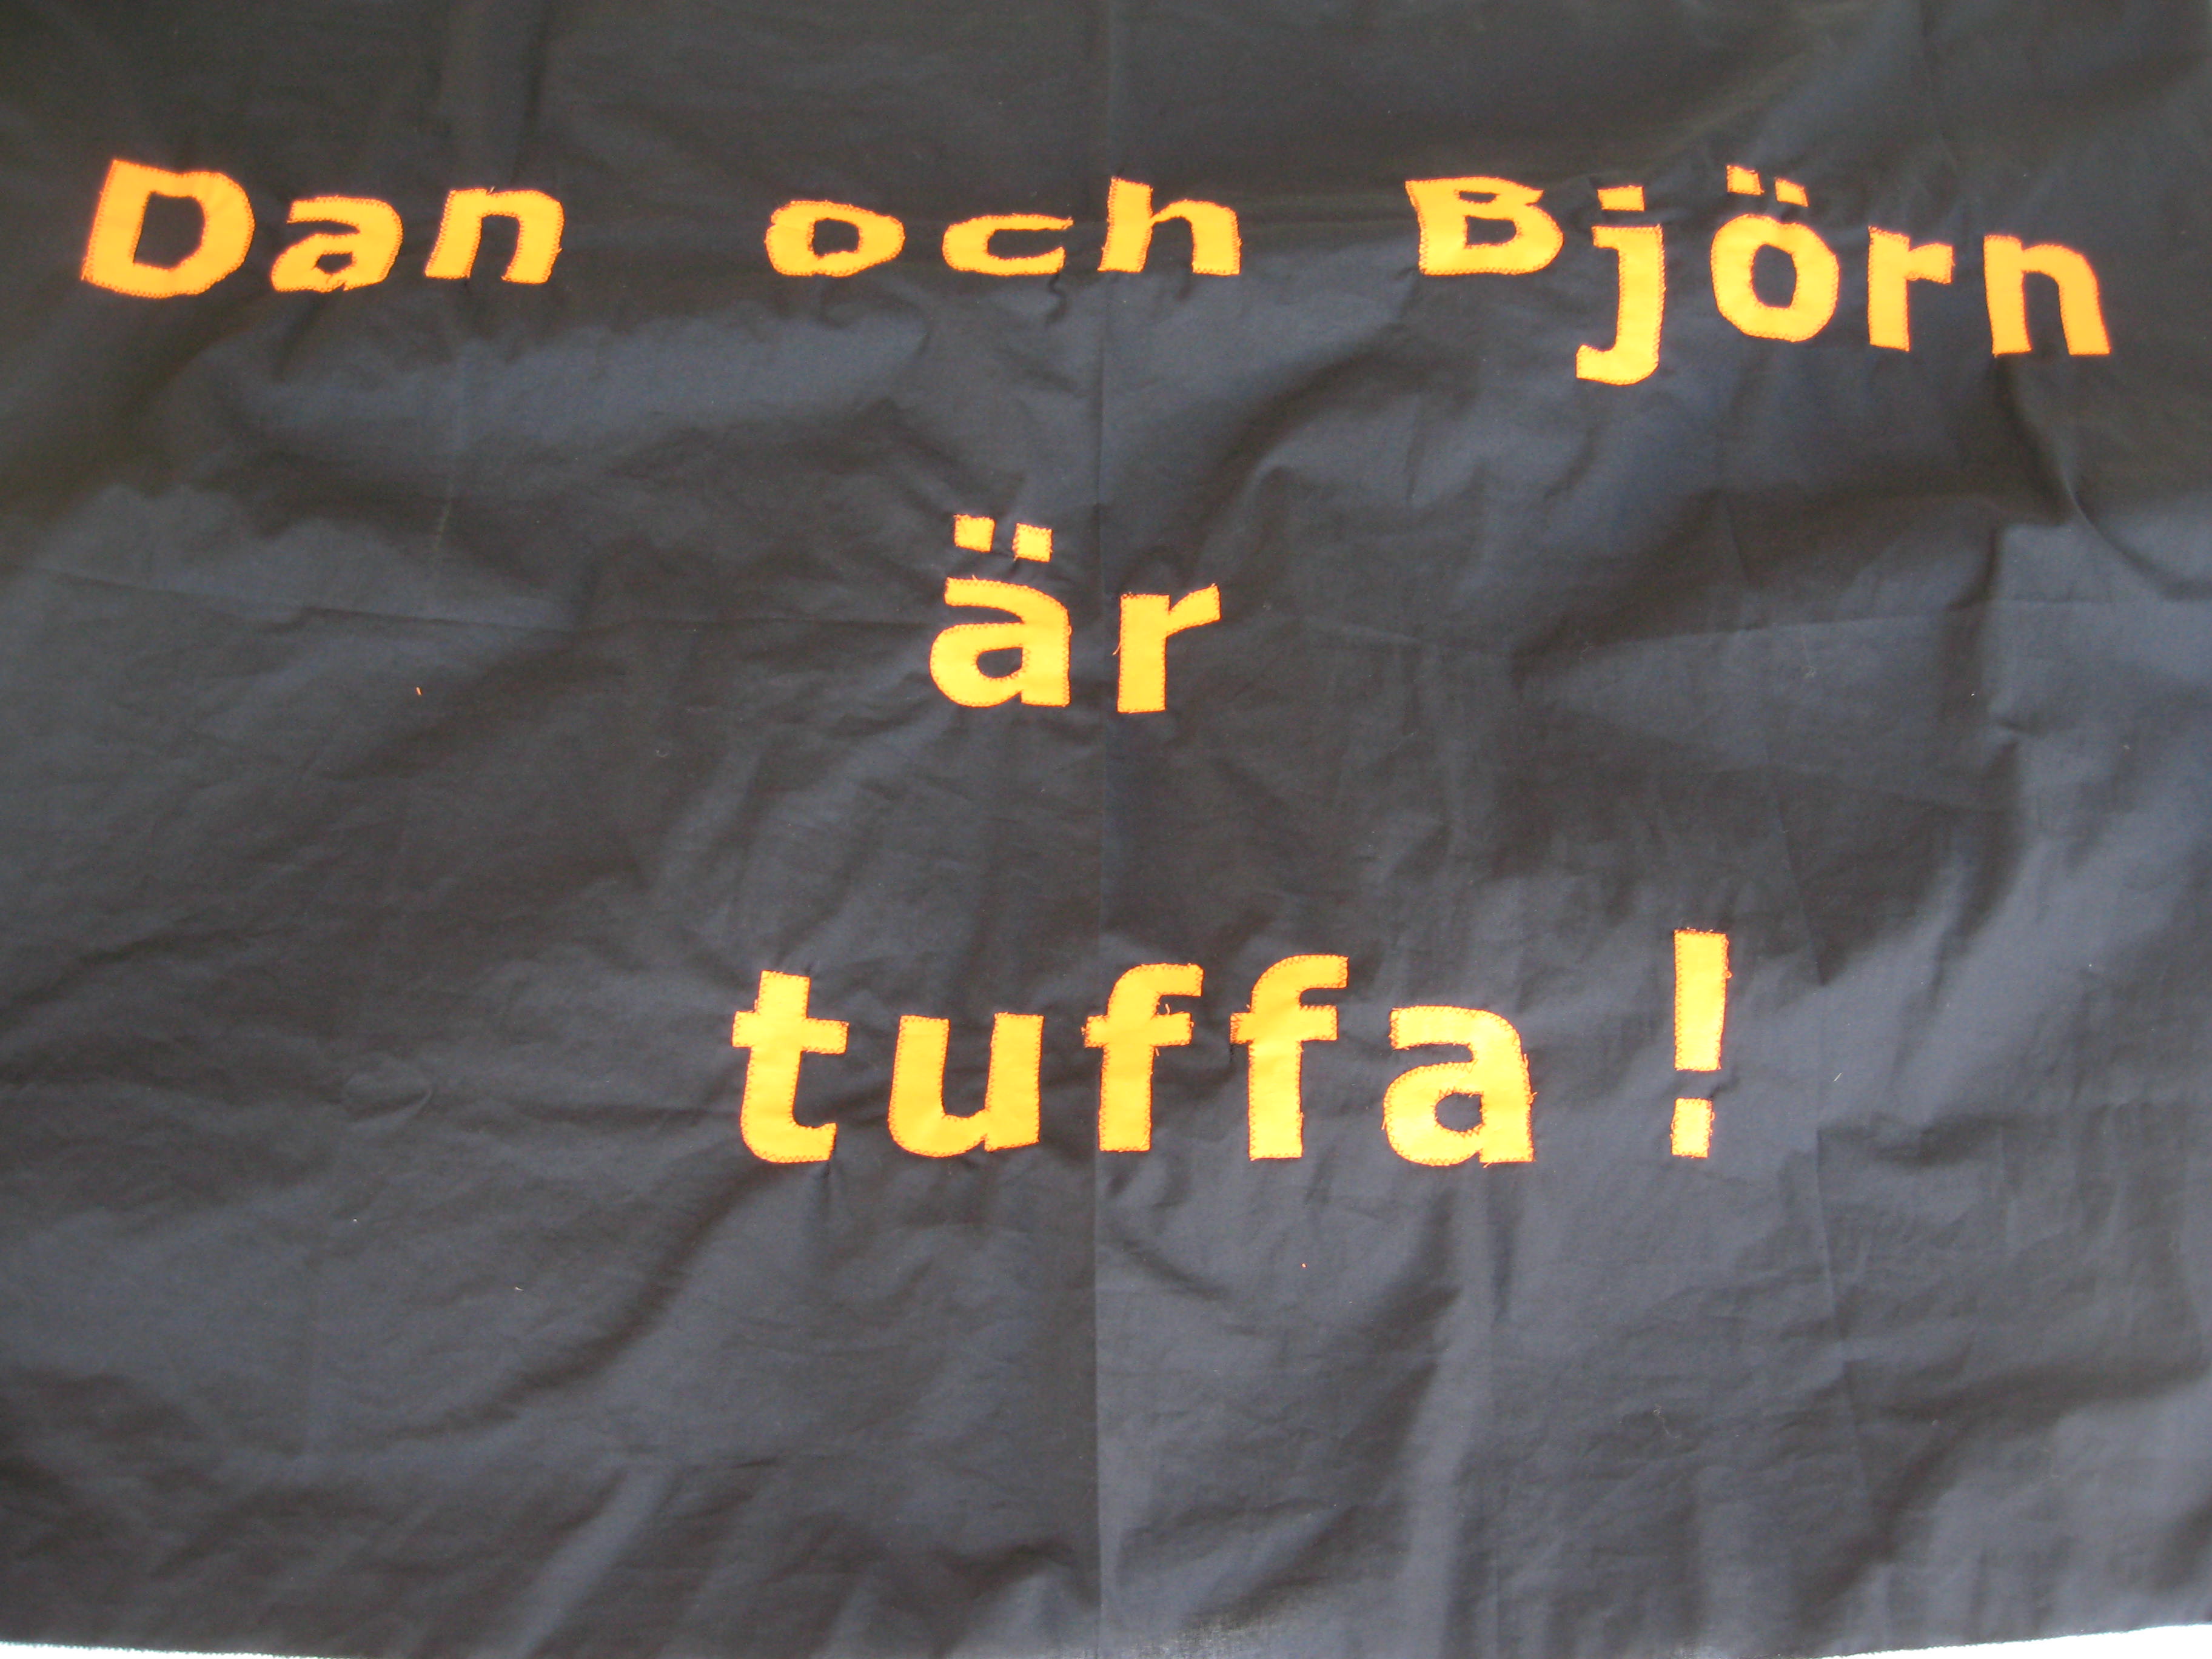 Dan och Björn
är
tuffa!